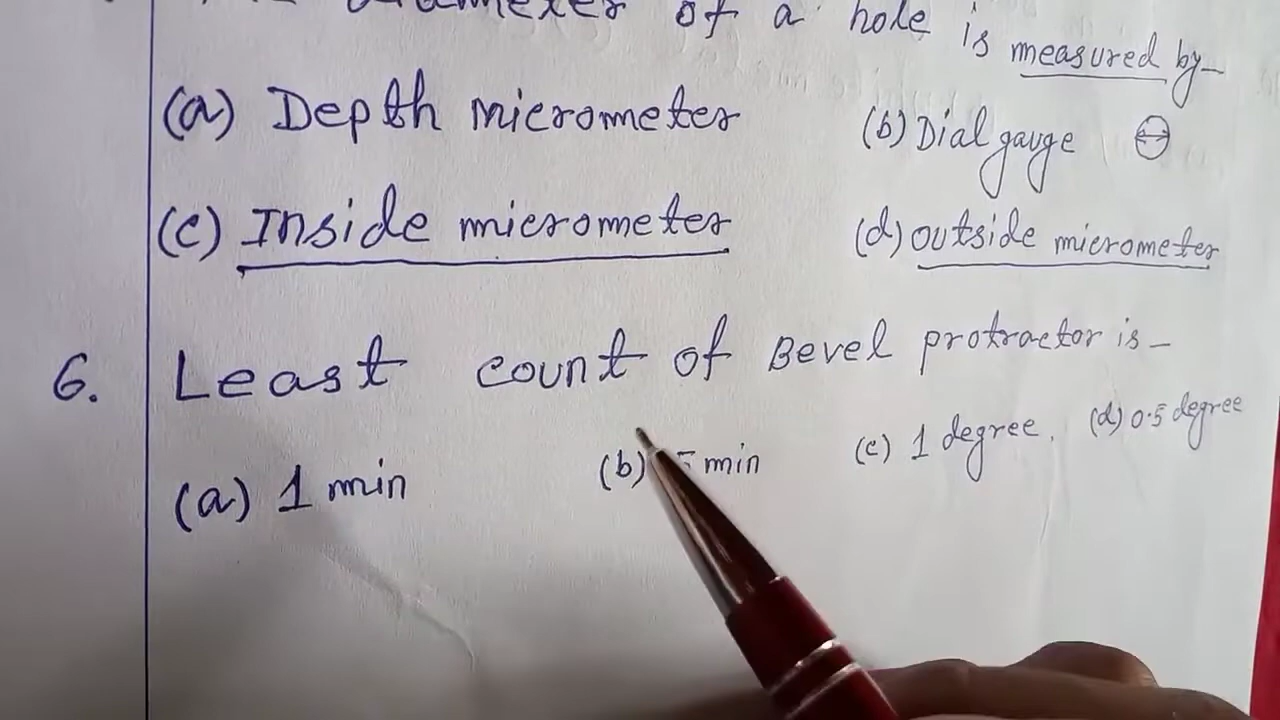 of a hole is measured by-
(a) Depth micrometer (b) Dial gauge
(c) Inside micrometer (d) outside micrometer
6. Least count of Bevel protractor is-
(a) 1 min (b) 5 min (c) 1 degree. (d) 0.5 degree